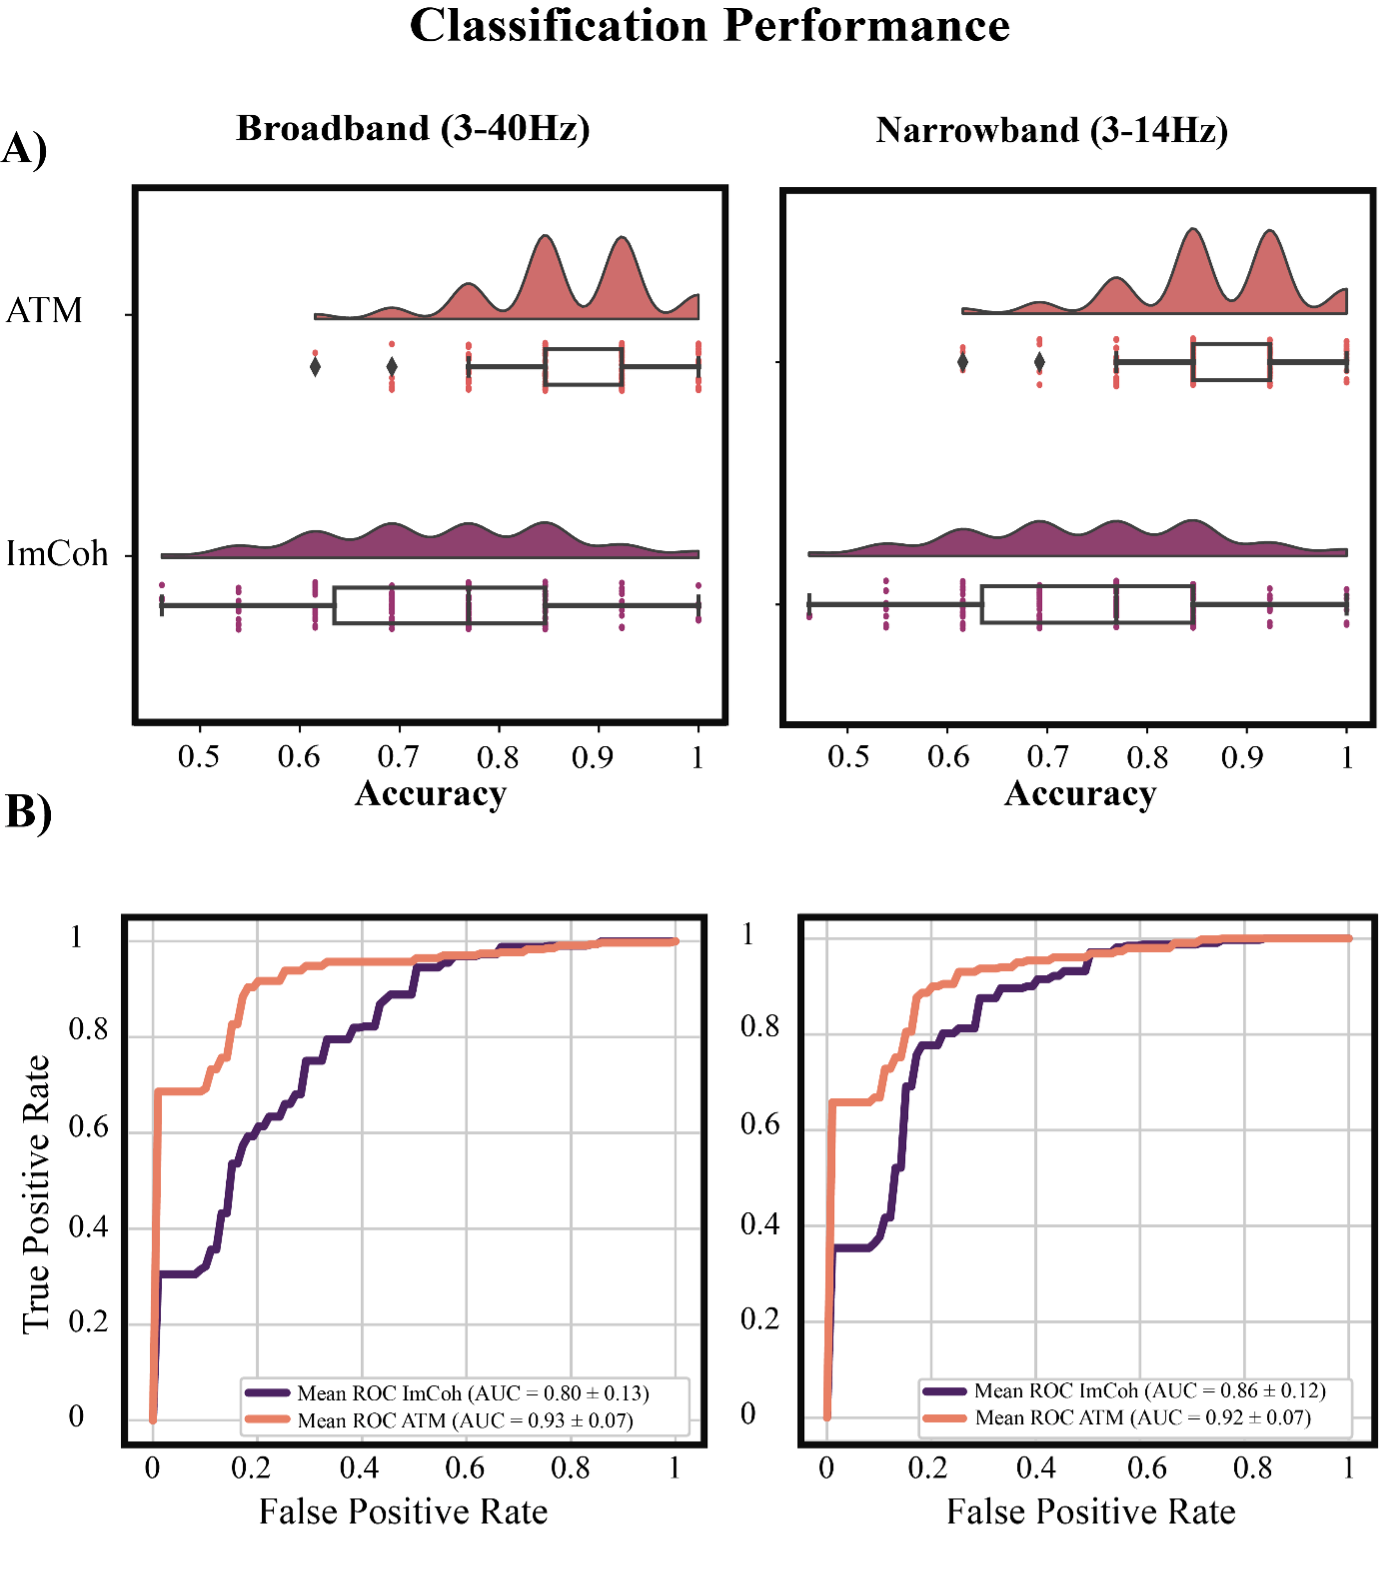 Classification Performance
A)
Broadband (3-40Hz)
Narrowband (3-14Hz)
ATM
ImCoh
0.5 0.6 0.7 0.8 0.9 1
Accuracy
0.5 0.6 0.7 0.8 0.9 1
Accuracy
B)
True Positive Rate
1
0.8
0.6
0.4
0.2
0
Mean ROC ImCoh (AUC = 0.80 ± 0.13)
Mean ROC ATM (AUC = 0.93 ± 0.07)
0 0.2 0.4 0.6 0.8 1
False Positive Rate
1
0.8
0.6
0.4
0.2
0
Mean ROC ImCoh (AUC = 0.86 ± 0.12)
Mean ROC ATM (AUC = 0.92 ± 0.07)
0 0.2 0.4 0.6 0.8 1
False Positive Rate